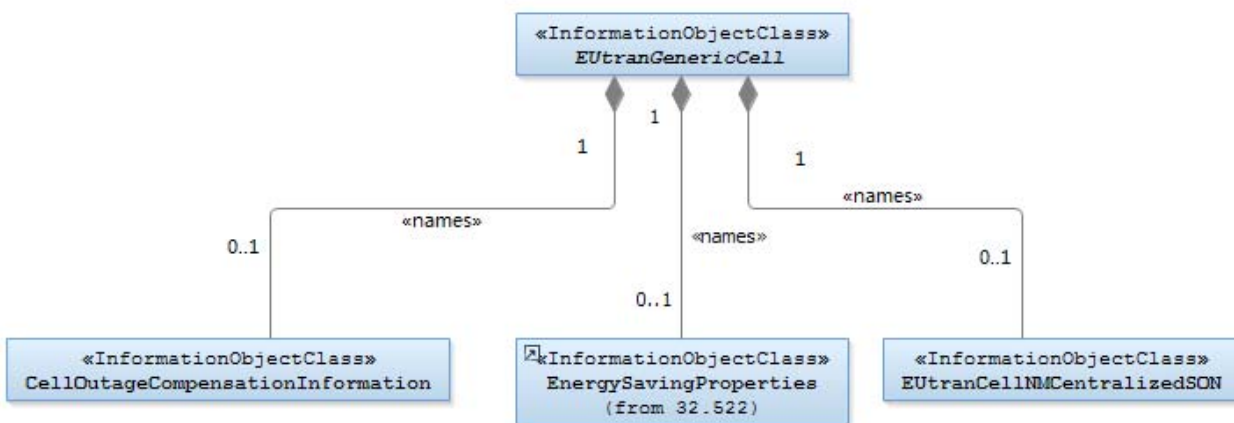 «InformationObjectClass»
EUtranGenericCell
1
1
1
«names»
«names»
«names»
0..1
0..1
0..1
«InformationObjectClass»
CellOutageCompensationInformation
«InformationObjectClass»
EnergySavingProperties
(from 32.522)
«InformationObjectClass»
EUtranCellNMCentralizedSON